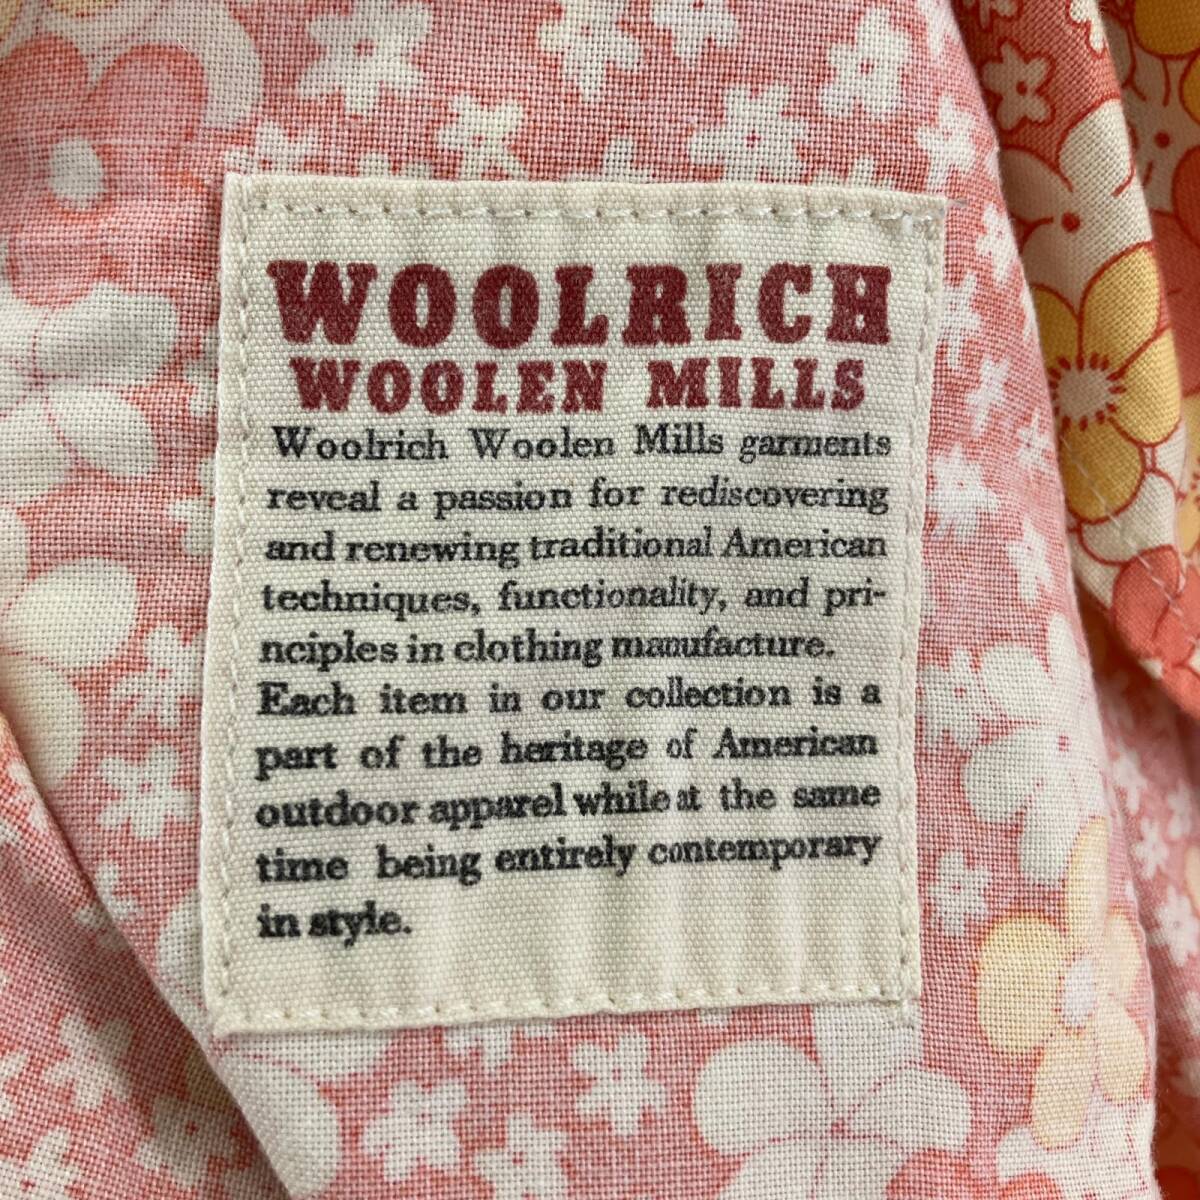 WOOLRICH
WOOLEN MILLS
Woolrich Woolen Mills garments
reveal a passion for rediscovering
and renewing traditional American
techniques, functionality, and pri-
nciples in clothing manufacture.
Each item in our collection is a
part of the heritage of American
outdoor apparel while at the same
time being entirely contemporary
in style.